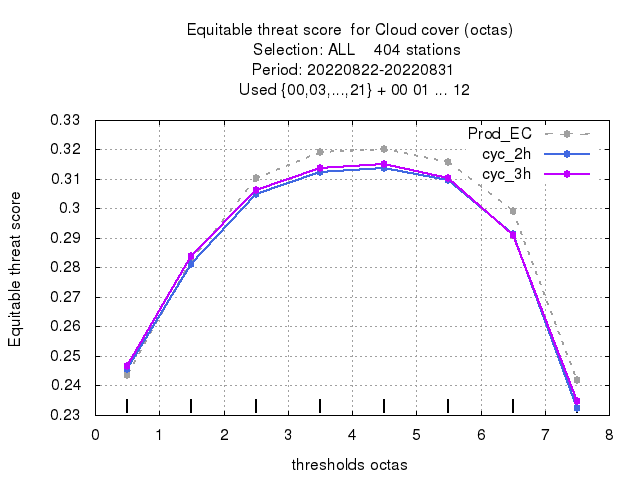 Equitable threat score  for Cloud cover (octas)
Selection: ALL    404 stations
Period: 20220822-20220831
Used {00,03,...,21} + 00 01 ... 12
Prod_EC
cyc_2h
cyc_3h
Equitable threat score
0.33
0.32
0.31
0.3
0.29
0.28
0.27
0.26
0.25
0.24
0.23
0 1 2 3 4 5 6 7 8
thresholds octas